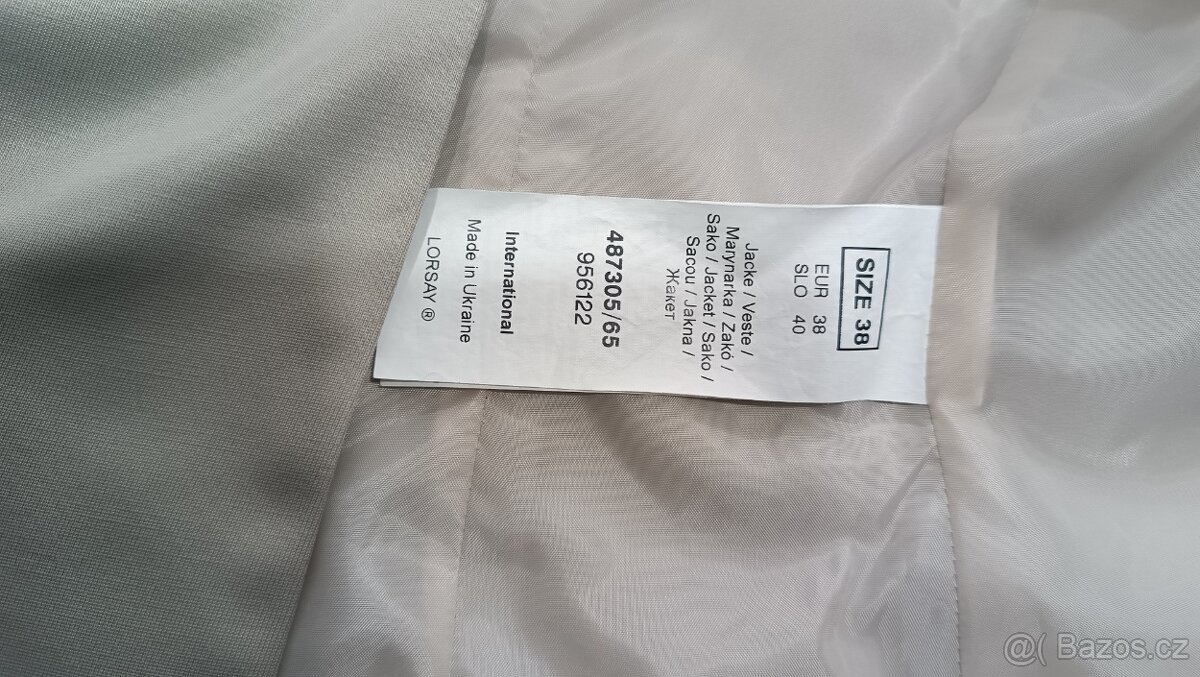 SIZE 38
EUR 38
SLO 40
Jacke / Veste /
Marynarka / Zakó /
Sako / Jacket / Sako /
Sacou / Jakna /
Жакет
487305/65
956122
International
Made in Ukraine
LORSAY ®
@( Bazos.cz